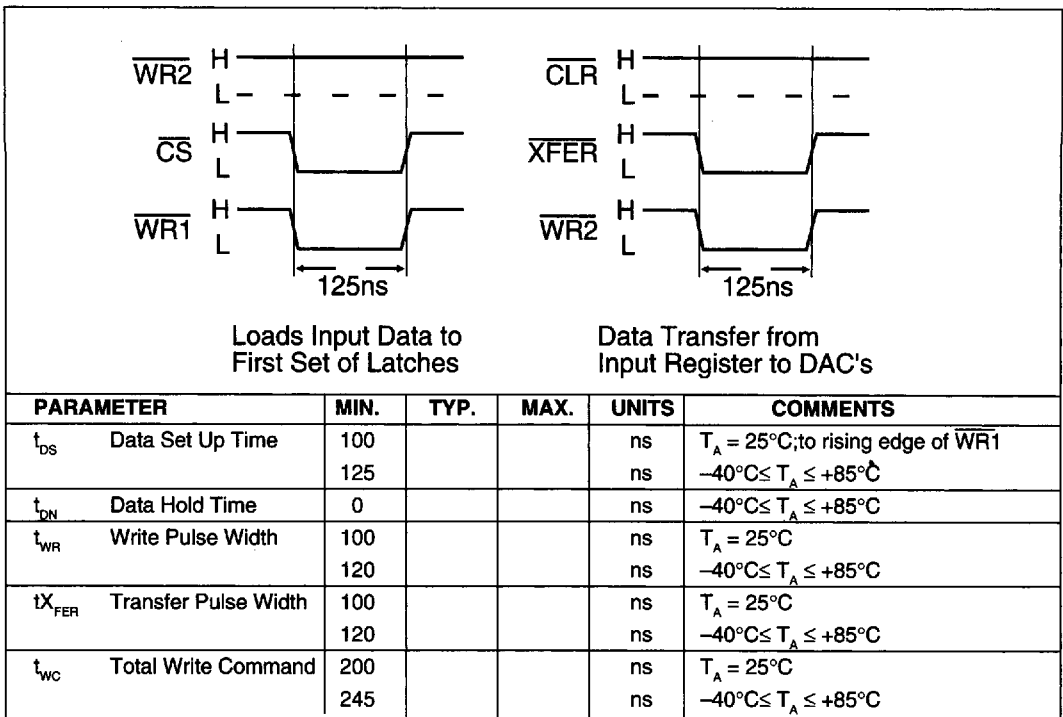 WR2 H
L
CS H
L
WR1 H
L
125ns
Loads Input Data to
First Set of Latches
CLR H
L
XFER H
L
WR2 H
L
125ns
Data Transfer from
Input Register to DAC's
PARAMETER MIN. TYP. MAX. UNITS COMMENTS
tDS Data Set Up Time 100 ns TA = 25°C;to rising edge of WR1
125 ns –40°C≤ TA ≤ +85°C
tDN Data Hold Time 0 ns –40°C≤ TA ≤ +85°C
tWR Write Pulse Width 100 ns TA = 25°C
120 ns –40°C≤ TA ≤ +85°C
tXFER Transfer Pulse Width 100 ns TA = 25°C
120 ns –40°C≤ TA ≤ +85°C
tWC Total Write Command 200 ns TA = 25°C
245 ns –40°C≤ TA ≤ +85°C